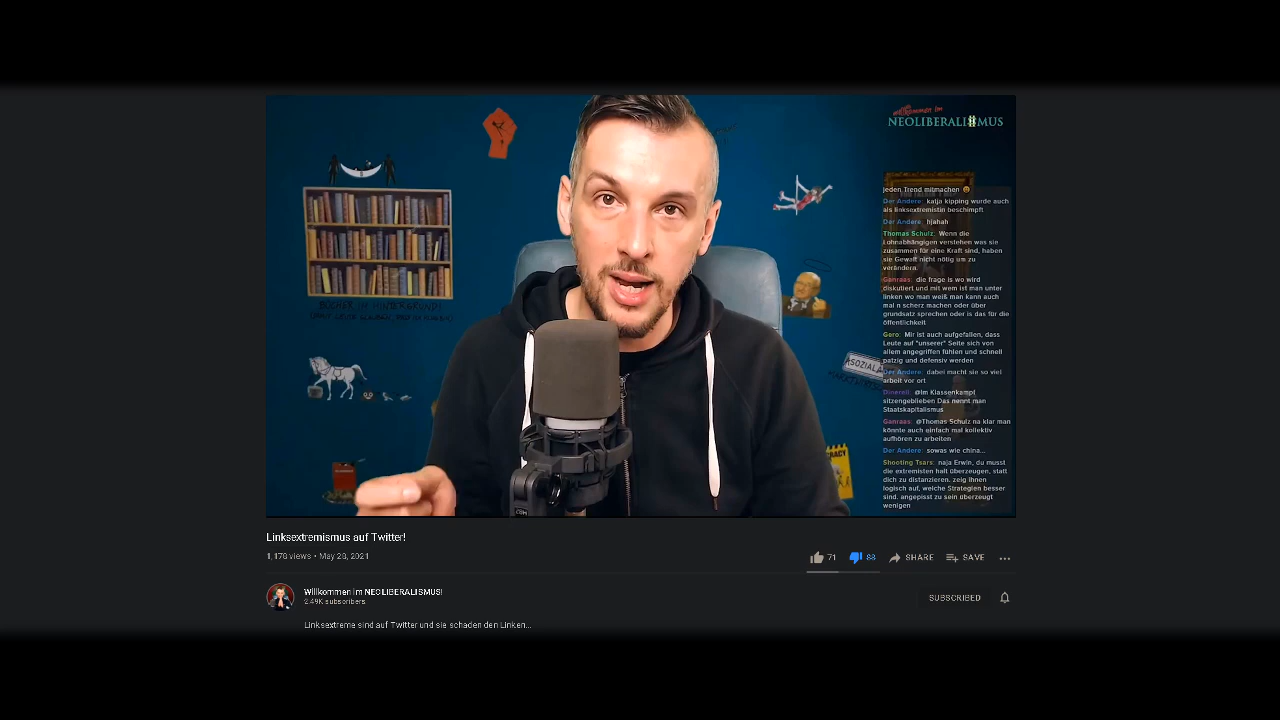 willkommen im
NEOLIBERALISMUS
jeden Trend mitmachen
Der Andere: katja kipping wurde auch
als linksextremistin beschimpft
Der Andere: hjahah
Thomas Schulz: Wenn die
Lohnabhängigen verstehen was sie
zusammen für eine Kraft sind, haben
sie Gewalt nicht nötig um zu
verändern.
Ganraas: die frage is wo wird
diskutiert und mit wem ist man unter
linken wo man weiß man kann auch
mal n scherz machen oder über
grundsatz sprechen oder is das für die
öffentlichkeit
Gero: Mir ist auch aufgefallen, dass
Leute auf "unserer" Seite sich von
allem angegriffen fühlen und schnell
patzig und defensiv werden
Der Andere: dabei macht sie so viel
arbeit vor ort
@Im Klassenkampf
sitzengeblieben Das nennt man
Staatskapitalismus
Ganraas: @Thomas Schulz na klar man
könnte auch einfach mal kollektiv
aufhören zu arbeiten
Der Andere: sowas wie china...
Shooting Tsars: naja Erwin, du musst
die extremisten halt überzeugen, statt
dich zu distanzieren. zeig ihnen
logisch auf, welche Strategien besser
sind. angepisst zu sein überzeugt
wenigen
BÜCHER IM HINTERGRUND!
ASOZIALE
Linksextremismus auf Twitter!
1,178 views • May 28, 2021
71 88 SHARE SAVE
Willkommen im NEOLIBERALISMUS!
subscribers
SUBSCRIBED
Linksextreme sind auf Twitter und sie schaden den Linken...